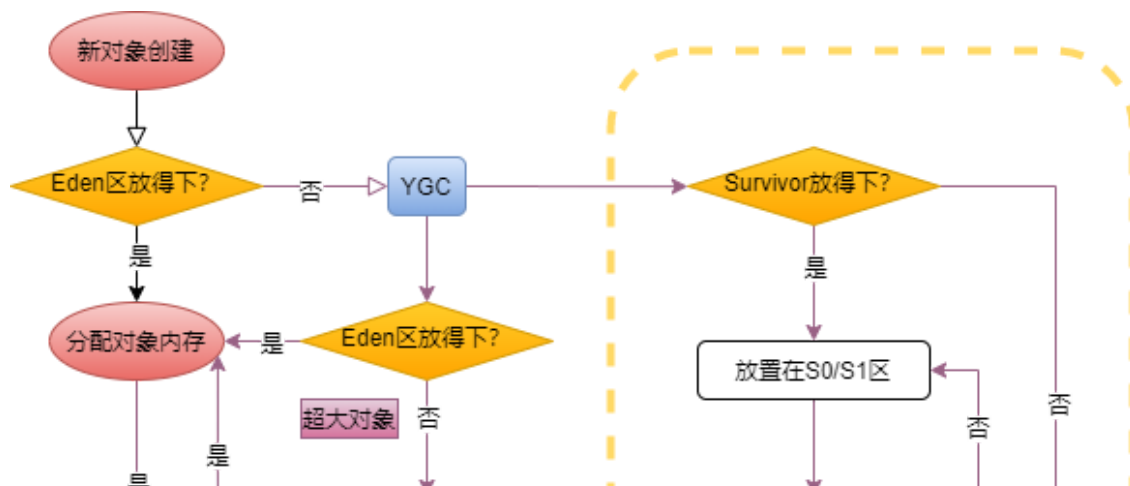 新对象创建
Eden区放得下?
否
YGC
Survivor放得下?
是
是
分配对象内存
是
Eden区放得下?
放置在S0/S1区
超大对象
否
否
否
是
是